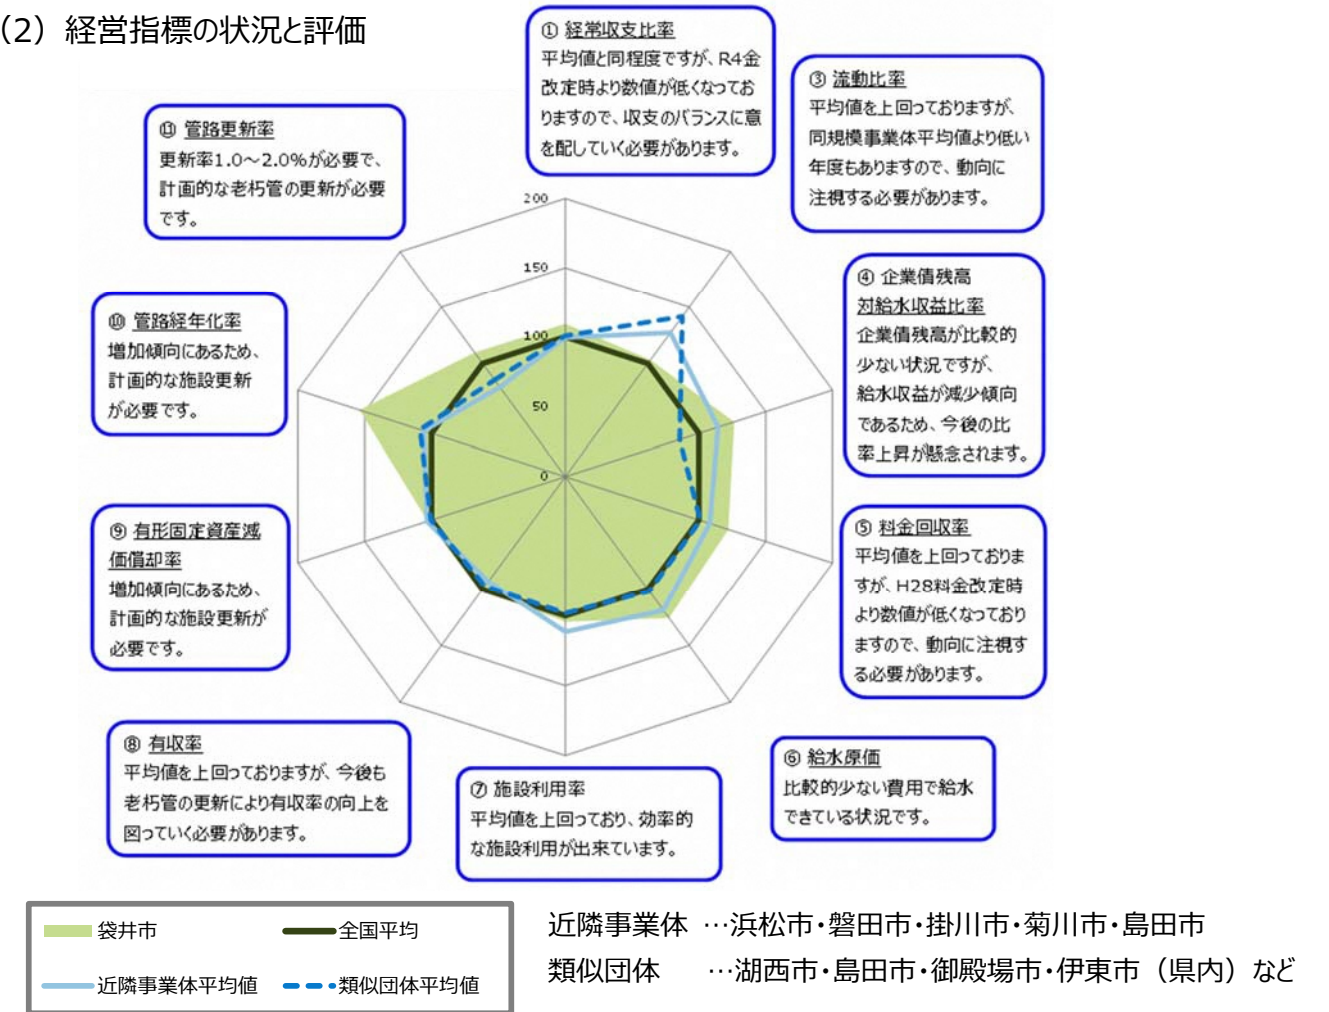 （2）経営指標の状況と評価
① 経常収支比率
平均値と同程度ですが、R4金
改定時より数値が低くなってお
りますので、収支のバランスに意
を配していく必要があります。
③ 流動比率
平均値を上回っておりますが、
同規模事業体平均値より低い
年度もありますので、動向に
注視する必要があります。
⑪ 管路更新率
更新率1.0～2.0%が必要で、
計画的な老朽管の更新が必要
です。
④ 企業債残高
対給水収益比率
企業債残高が比較的
少ない状況ですが、
給水収益が減少傾向
であるため、今後の比
率上昇が懸念されます。
⑩ 管路経年化率
増加傾向にあるため、
計画的な施設更新
が必要です。
200
150
100
50
0
⑨ 有形固定資産減
価償却率
増加傾向にあるため、
計画的な施設更新が
必要です。
⑤ 料金回収率
平均値を上回っておりま
すが、H28料金改定時
より数値が低くなっており
ますので、動向に注視す
る必要があります。
⑧ 有収率
平均値を上回っておりますが、今後も
老朽管の更新により有収率の向上を
図っていく必要があります。
⑦ 施設利用率
平均値を上回っており、効率的
な施設利用が出来ています。
⑥ 給水原価
比較的少ない費用で給水
できている状況です。
袋井市
全国平均
近隣事業体平均値
類似団体平均値
近隣事業体 …浜松市・磐田市・掛川市・菊川市・島田市
類似団体 …湖西市・島田市・御殿場市・伊東市（県内）など